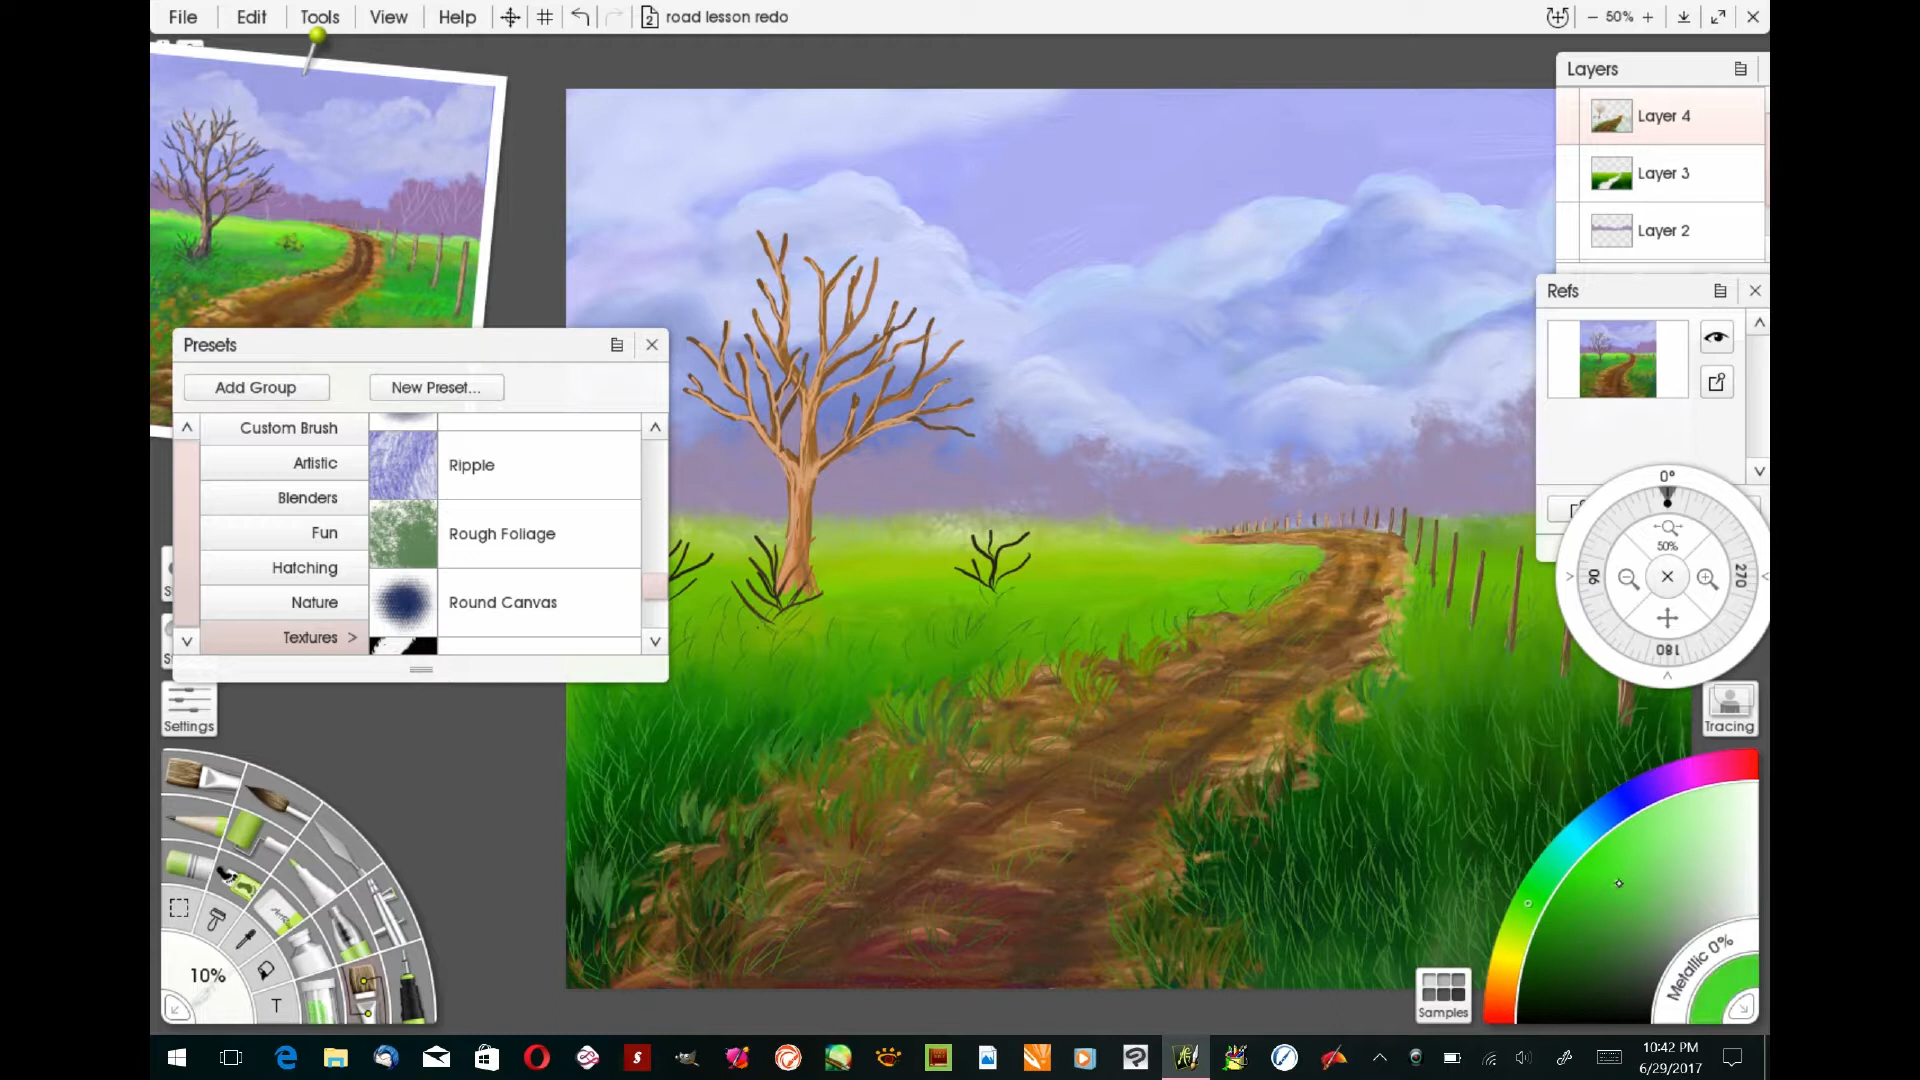 File
Edit
Tools
View
Help
2
road lesson redo
50%
Layers
Layer 4
Layer 3
Layer 2
Refs
Presets
Add Group
New Preset...
Custom Brush
Artistic
Blenders
Fun
Hatching
Nature
Textures >
Ripple
Rough Foliage
Round Canvas
0°
50%
90
270
180
Settings
Tracing
10%
T
Metallic 0%
Samples
10:42 PM
6/29/2017